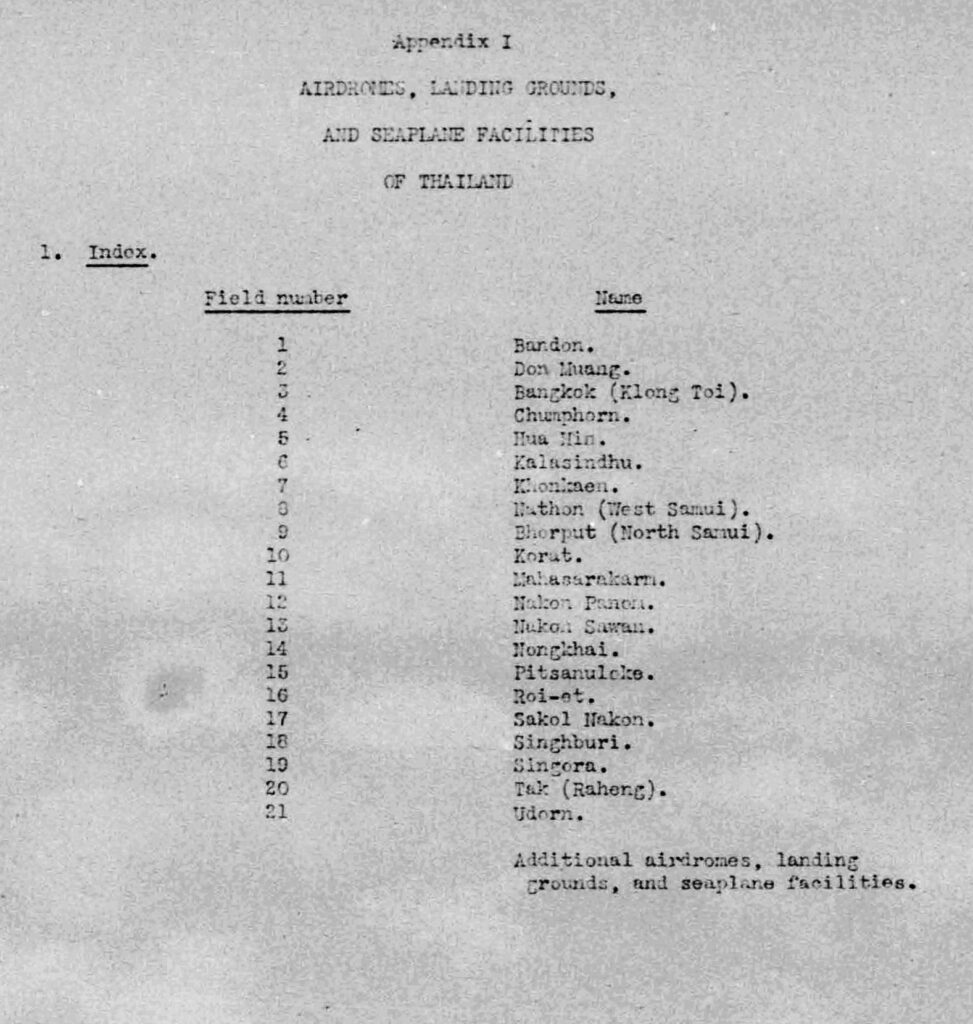 Appendix I
AIRDROMES, LANDING GROUNDS,
AND SEAPLANE FACILITIES
OF THAILAND
1. Index.
Field number Name
1 Bandon.
2 Don Muang.
3 Bangkok (Klong Toi).
4 Chumphorn.
5 Hua Hin.
6 Kalasindhu.
7 Khonkaen.
8 Nathon (West Samui).
9 Bhorput (North Samui).
10 Korat.
11 Mahasarakarm.
12 Nakon Panom.
13 Nakon Sawan.
14 Nongkhai.
15 Pitsanuloke.
16 Roi-et.
17 Sakol Nakon.
18 Singhburi.
19 Singora.
20 Tak (Raheng).
21 Udorn.
Additional airdromes, landing
grounds, and seaplane facilities.